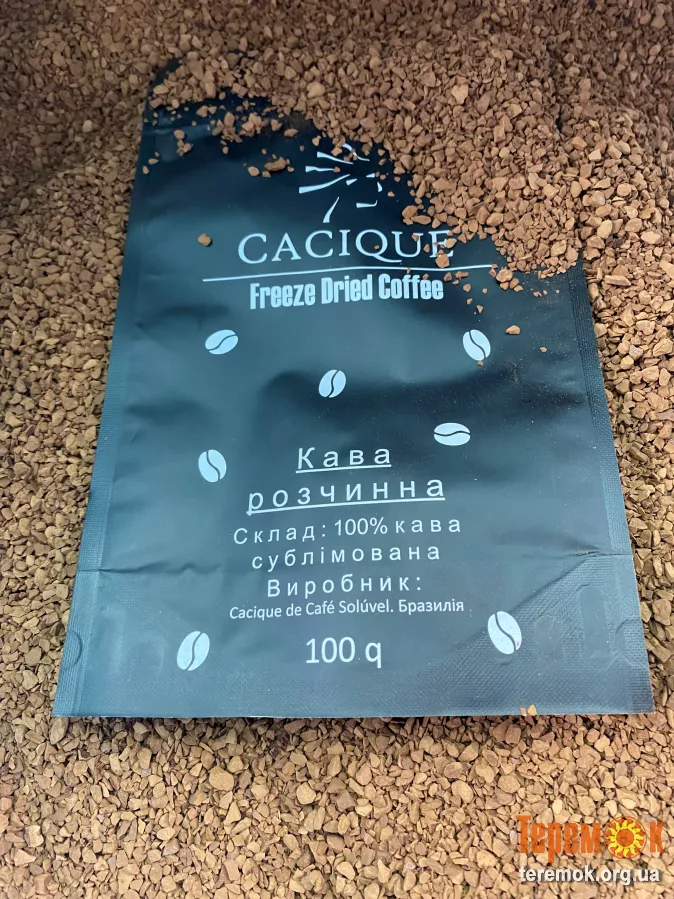 CACIQUE
Freeze Dried Coffee
Кава
розчинна
Склад: 100% кава
сублімована
Виробник:
Cacique de Café Solúvel. Бразилія
100 q
Теремок
teremok.org.ua